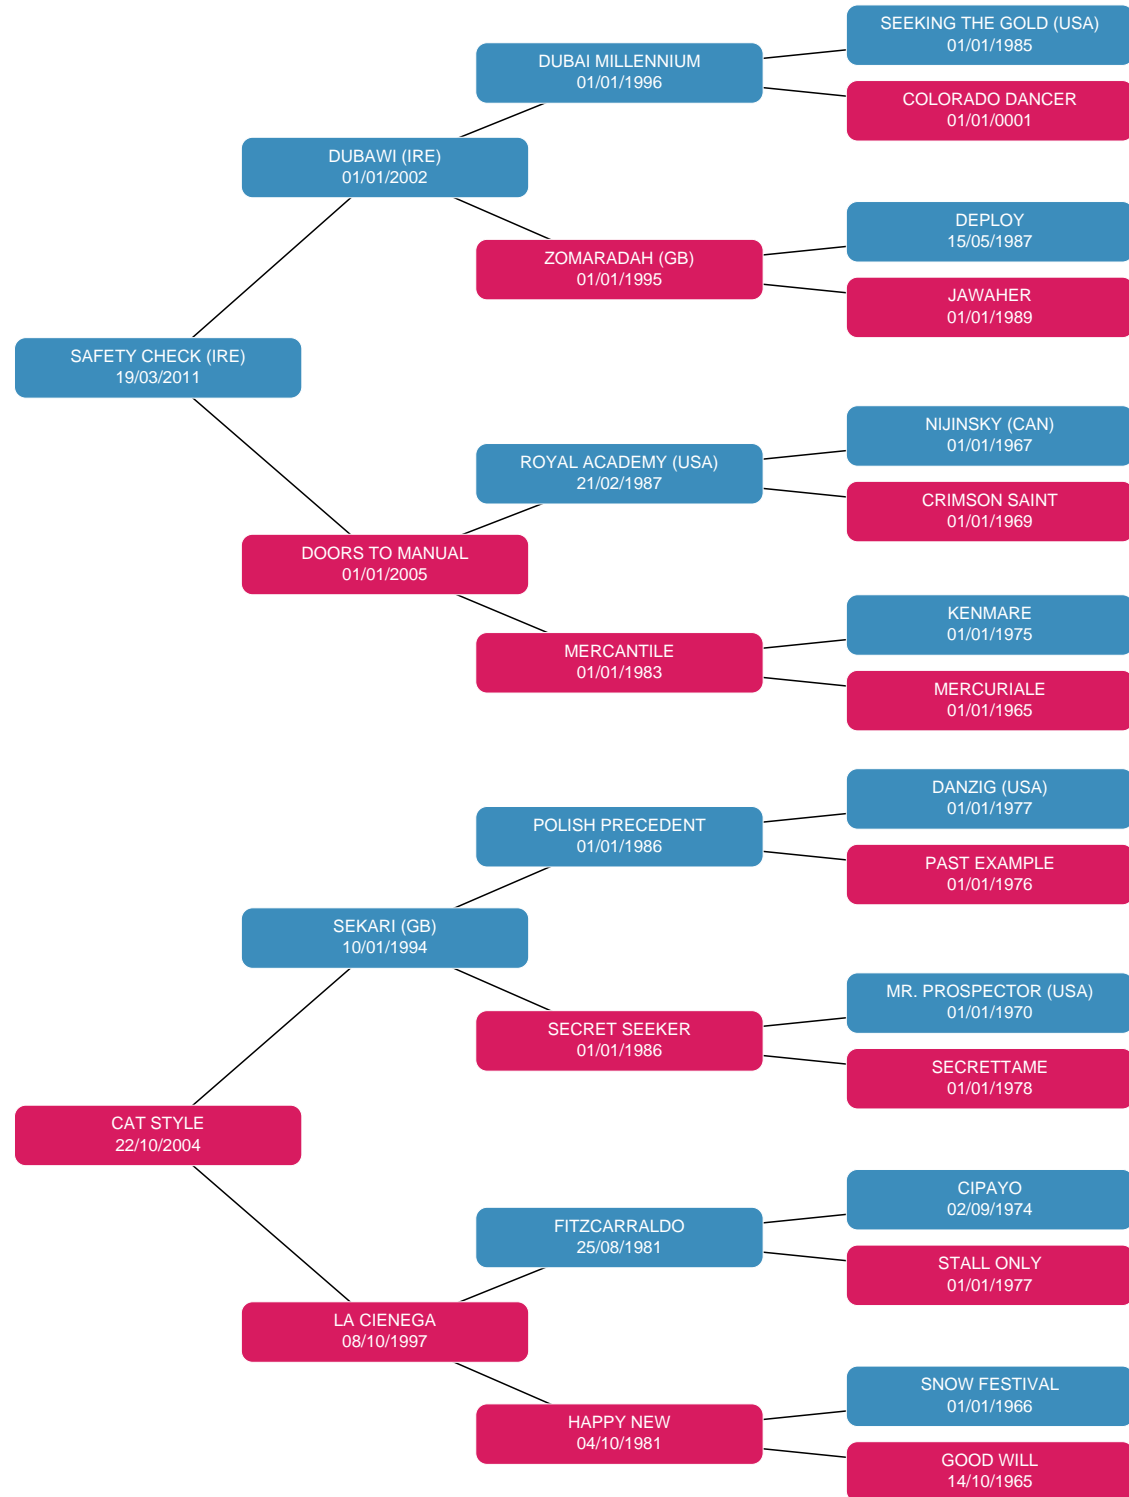 SEEKING THE GOLD (USA)
01/01/1985
DUBAI MILLENNIUM
01/01/1996
COLORADO DANCER
01/01/0001
DUBAWI (IRE)
01/01/2002
DEPLOY
15/05/1987
ZOMARADAH (GB)
01/01/1995
JAWAHER
01/01/1989
SAFETY CHECK (IRE)
19/03/2011
NIJINSKY (CAN)
01/01/1967
ROYAL ACADEMY (USA)
21/02/1987
CRIMSON SAINT
01/01/1969
DOORS TO MANUAL
01/01/2005
KENMARE
01/01/1975
MERCANTILE
01/01/1983
MERCURIALE
01/01/1965
DANZIG (USA)
01/01/1977
POLISH PRECEDENT
01/01/1986
PAST EXAMPLE
01/01/1976
SEKARI (GB)
10/01/1994
MR. PROSPECTOR (USA)
01/01/1970
SECRET SEEKER
01/01/1986
SECRETTAME
01/01/1978
CAT STYLE
22/10/2004
CIPAYO
02/09/1974
FITZCARRALDO
25/08/1981
STALL ONLY
01/01/1977
LA CIENEGA
08/10/1997
SNOW FESTIVAL
01/01/1966
HAPPY NEW
04/10/1981
GOOD WILL
14/10/1965